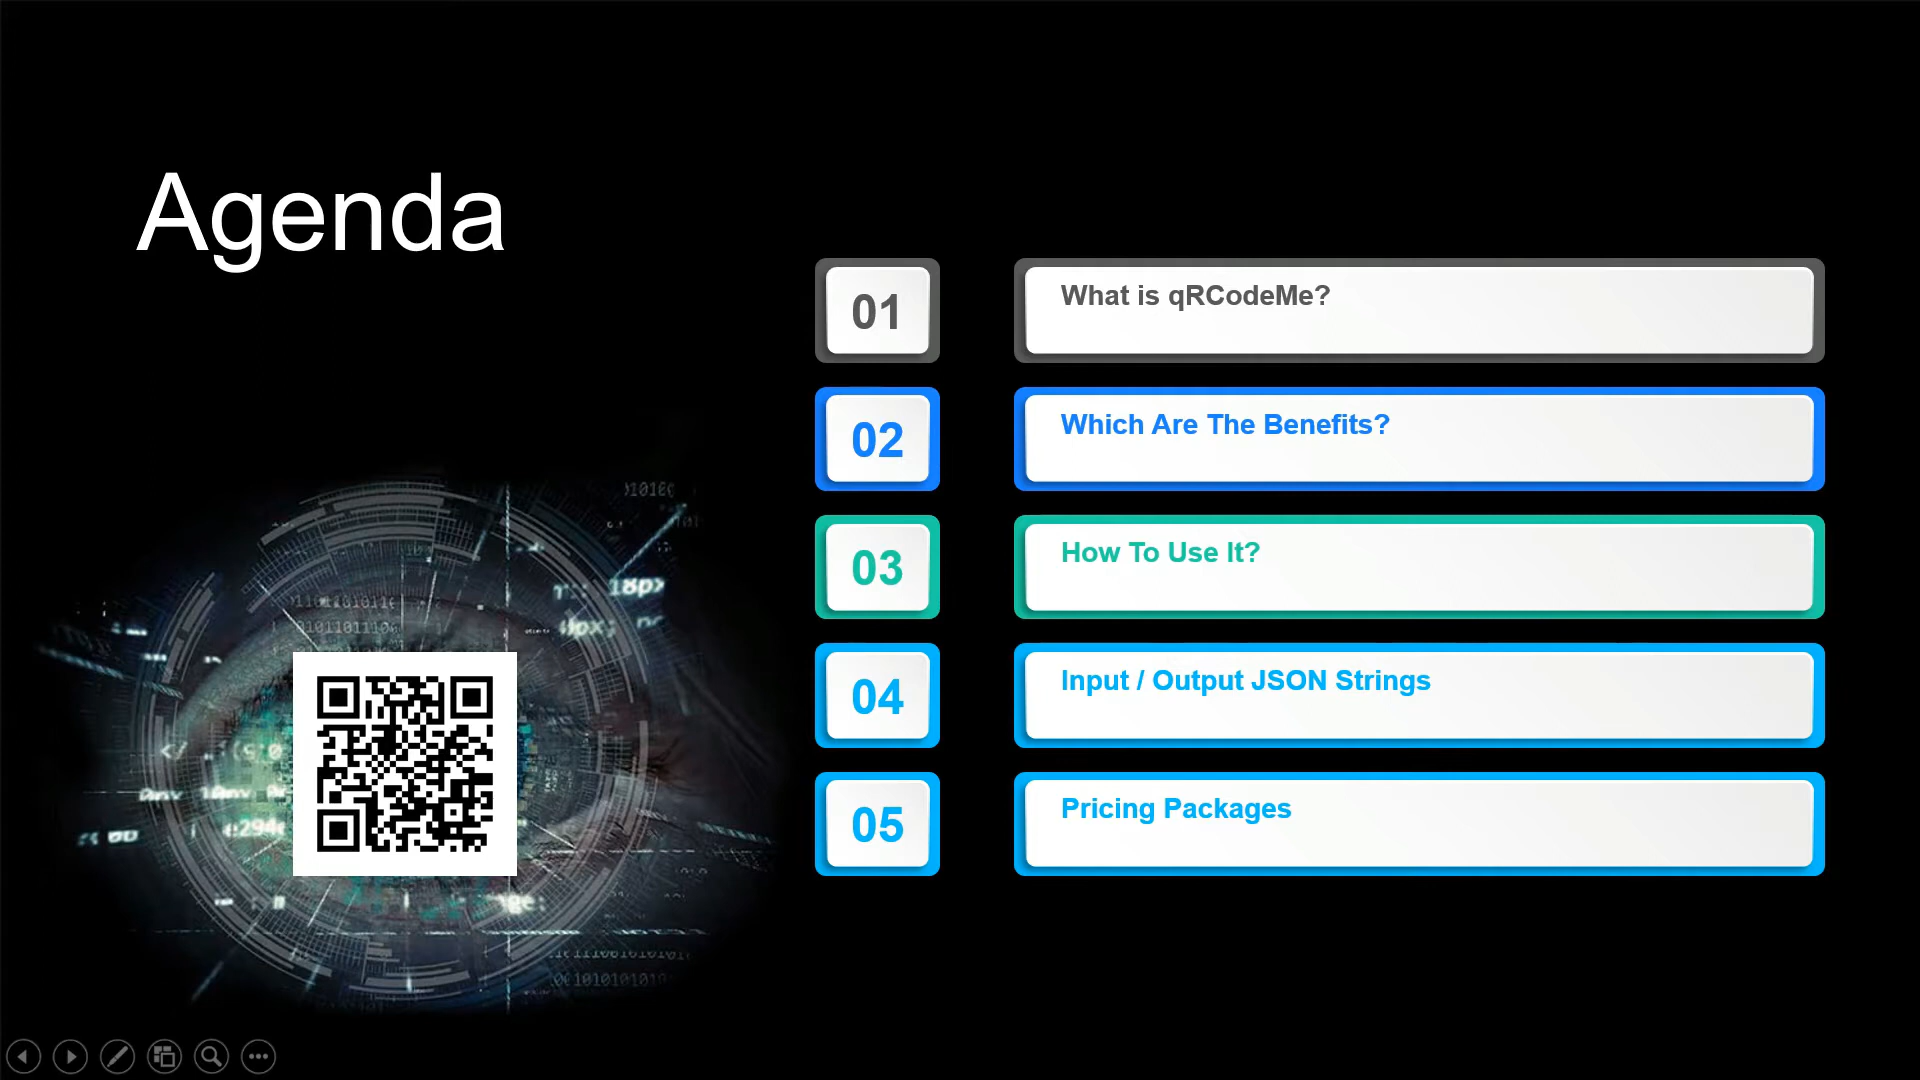 Agenda
01
What is qRCodeMe?
02
Which Are The Benefits?
03
How To Use It?
04
Input / Output JSON Strings
05
Pricing Packages
18px